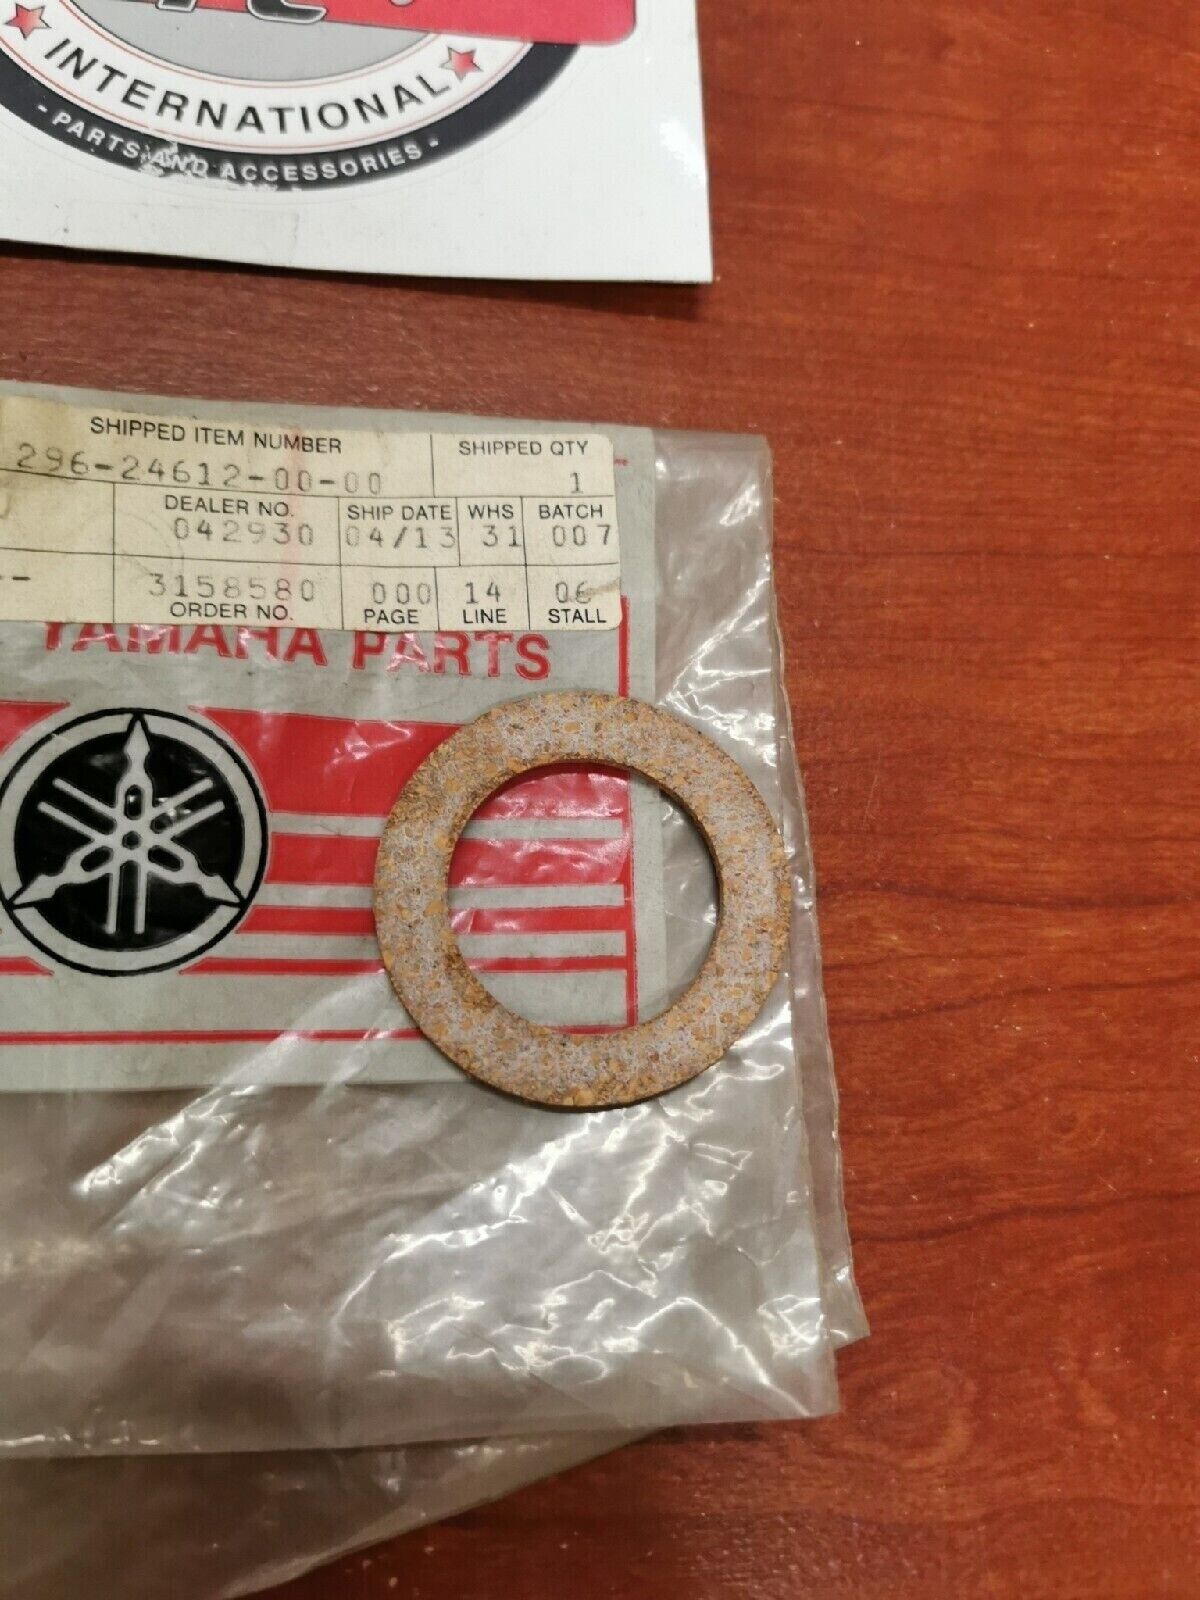 INTERNATIONAL
- PARTS AND ACCESSORIES -
SHIPPED ITEM NUMBER SHIPPED QTY
296-24612-00-00 1
DEALER NO. SHIP DATE WHS BATCH
042930 04/13 31 007
3158580 000 14 06
ORDER NO. PAGE LINE STALL
YAMAHA PARTS